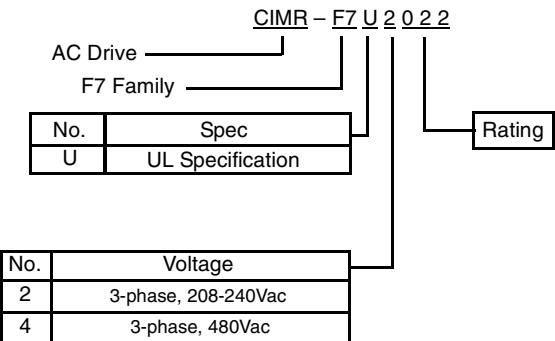 CIMR – F7 U 2 0 2 2
AC Drive
F7 Family
No. Spec
U UL Specification
Rating
No. Voltage
2 3-phase, 208-240Vac
4 3-phase, 480Vac